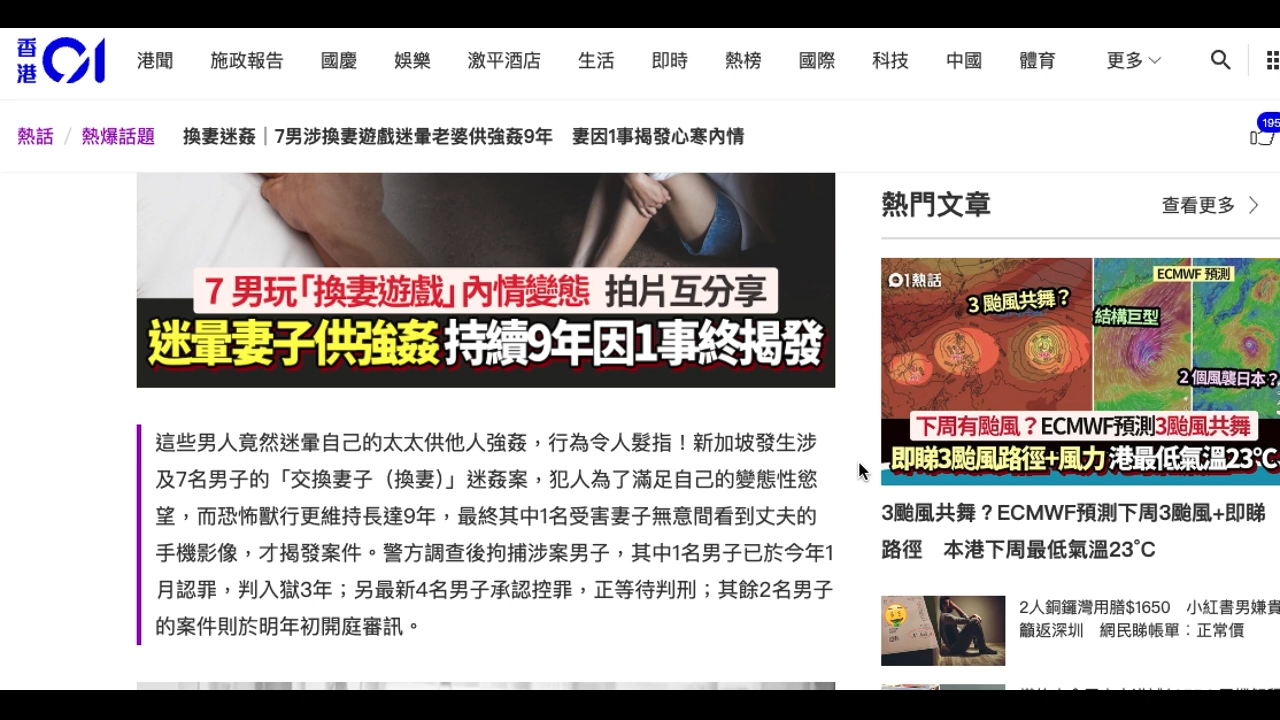 香港01
港聞 施政報告 國慶 娛樂 激平酒店 生活 即時 熱榜 國際 科技 中國 體育 更多
熱話 / 熱爆話題 換妻迷姦｜7男涉換妻遊戲迷暈老婆供強姦9年 妻因1事揭發心寒內情
195
7 男玩「換妻遊戲」內情變態 拍片互分享
迷暈妻子供強姦 持續9年因1事終揭發
這些男人竟然迷暈自己的太太供他人強姦，行為令人髮指！新加坡發生涉
及7名男子的「交換妻子（換妻）」迷姦案，犯人為了滿足自己的變態性慾
望，而恐怖獸行更維持長達9年，最終其中1名受害妻子無意間看到丈夫的
手機影像，才揭發案件。警方調查後拘捕涉案男子，其中1名男子已於今年1
月認罪，判入獄3年；另最新4名男子承認控罪，正等待判刑；其餘2名男子
的案件則於明年初開庭審訊。
熱門文章 查看更多
01熱話
ECMWF 預測
3 颱風共舞？
結構巨型
2 個風襲日本？
下周有颱風？ECMWF預測3颱風共舞
即睇3颱風路徑+風力 港最低氣溫23℃
3颱風共舞？ECMWF預測下周3颱風+即睇
路徑 本港下周最低氣溫23˚C
2人銅鑼灣用膳$1650 小紅書男嫌貴
籲返深圳 網民睇帳單：正常價